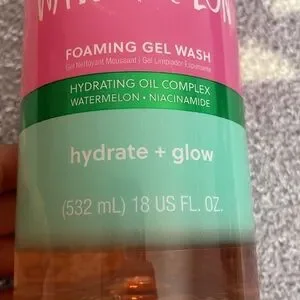 FOAMING GEL WASH
Gel Nettoyant Moussant | Gel Limpiador Espumante
HYDRATING OIL COMPLEX
WATERMELON • NIACINAMIDE
hydrate + glow
(532 mL) 18 US FL. OZ.